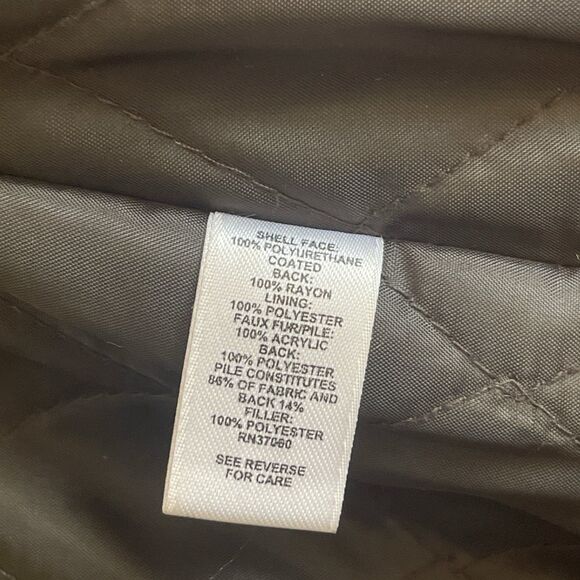 SHELL FACE:
100% POLYURETHANE
COATED
BACK:
100% RAYON
LINING:
100% POLYESTER
FAUX FUR/PILE:
100% ACRYLIC
BACK:
100% POLYESTER
PILE CONSTITUTES
86% OF FABRIC AND
BACK 14%
FILLER:
100% POLYESTER
RN37080
SEE REVERSE
FOR CARE